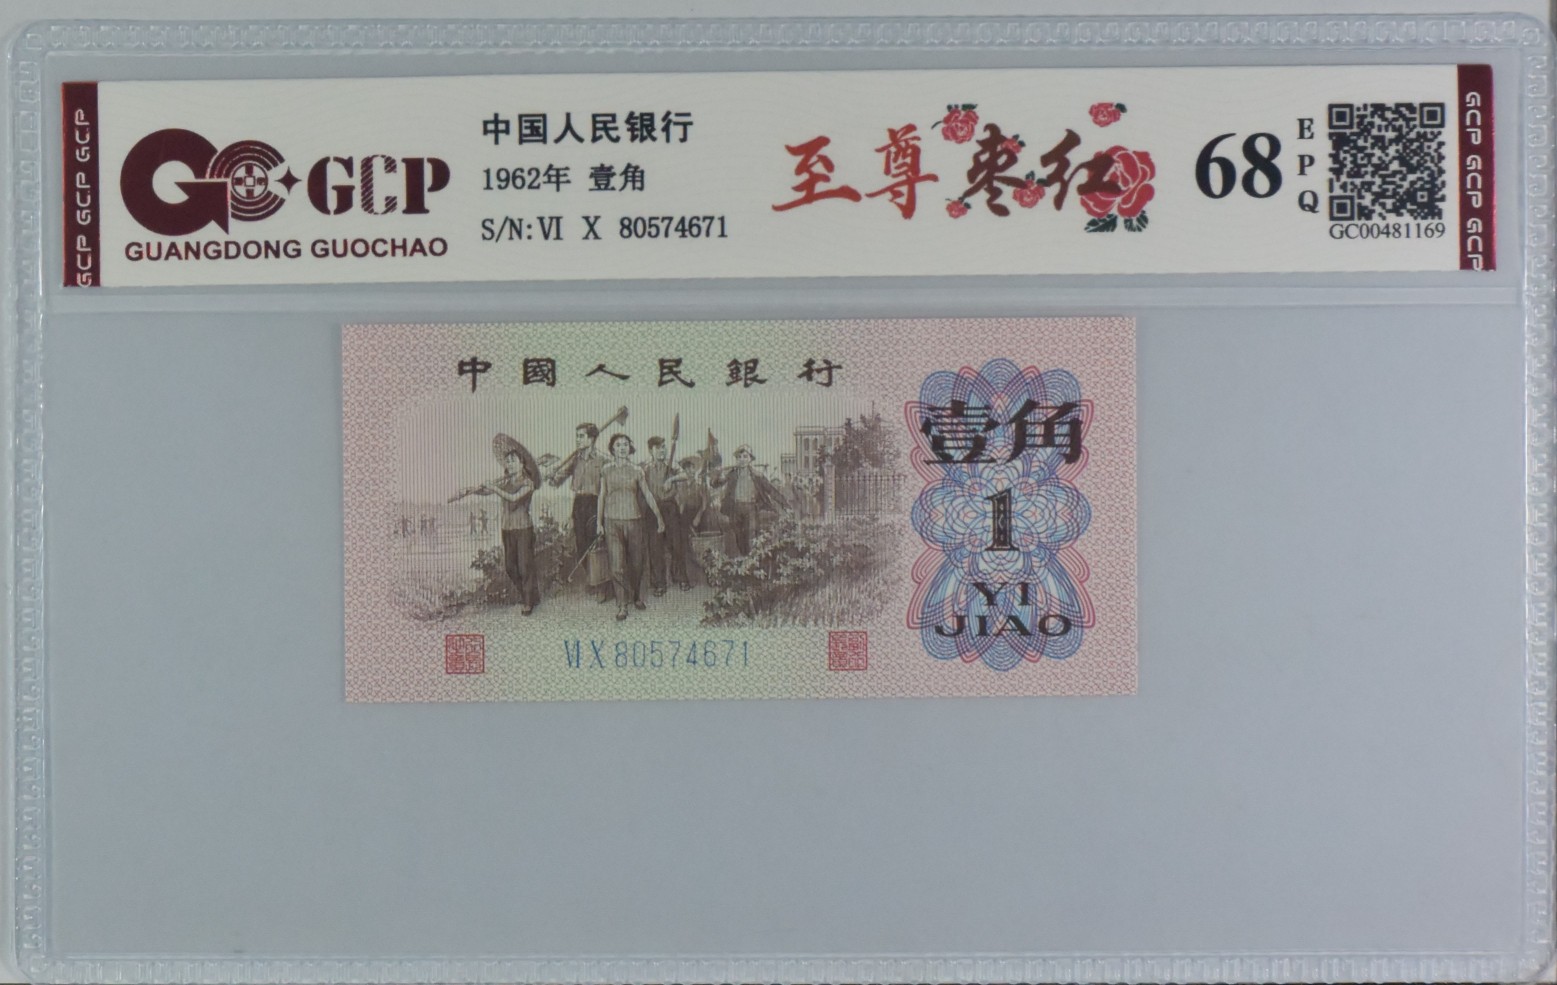 GCP GCP GCP
GCP
GUANGDONG GUOCHAO
中国人民银行
1962年 壹角
S/N: VI X 80574671
至尊枣红
68
EPQ
GC00481169
GCP GCP GCP
中國人民銀行
壹角
1
YI
JIAO
VI X 80574671